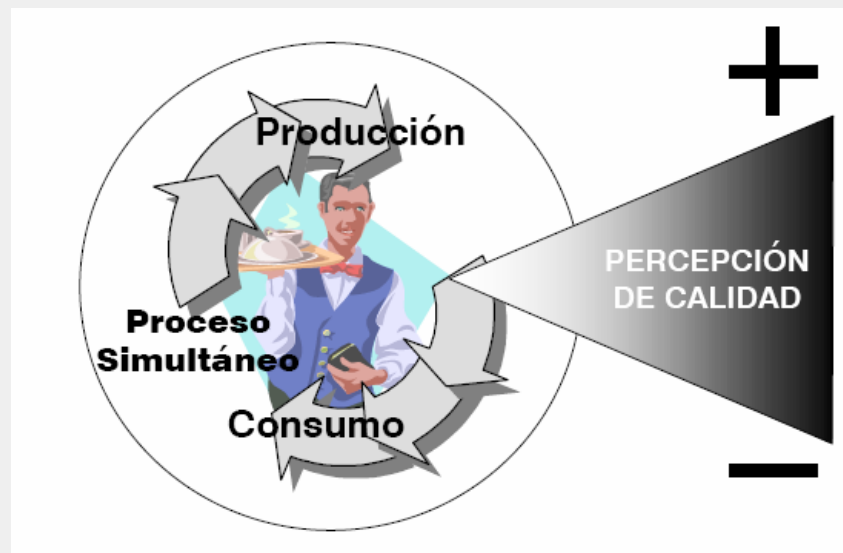 +
Producción
PERCEPCIÓN
DE CALIDAD
Proceso
Simultáneo
Consumo
−